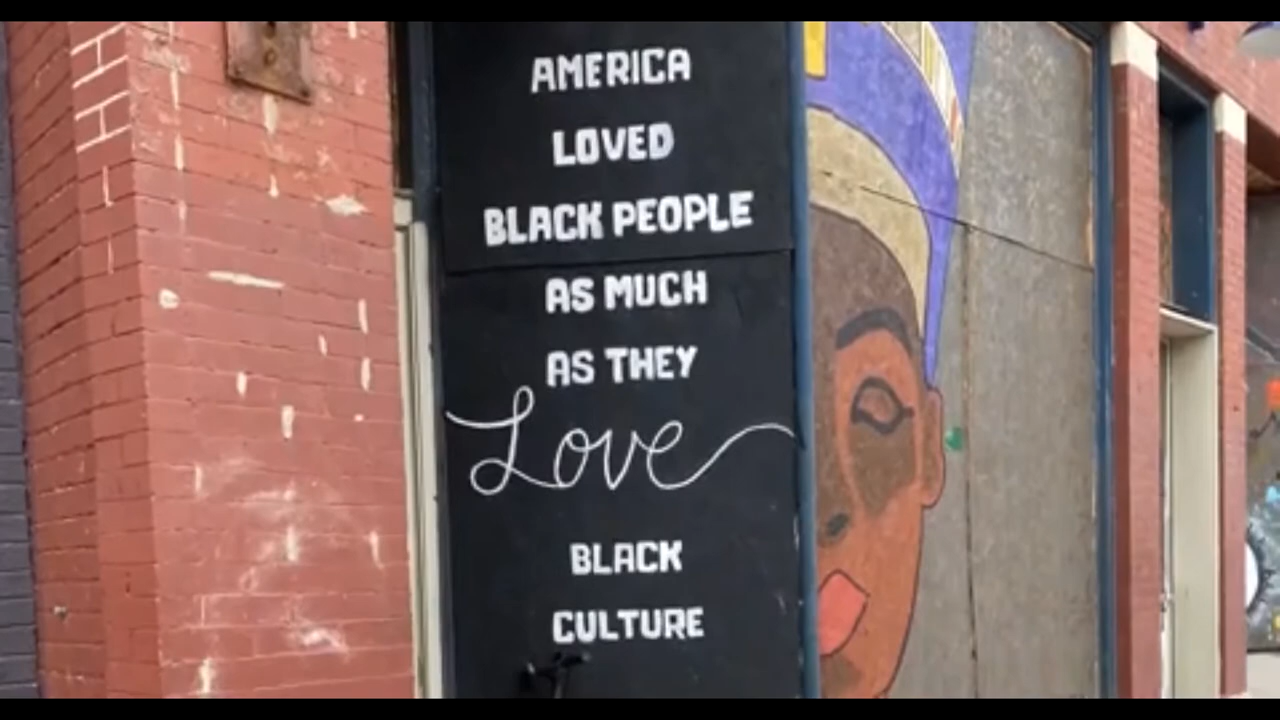 AMERICA
LOVED
BLACK PEOPLE
AS MUCH
AS THEY
Love
BLACK
CULTURE